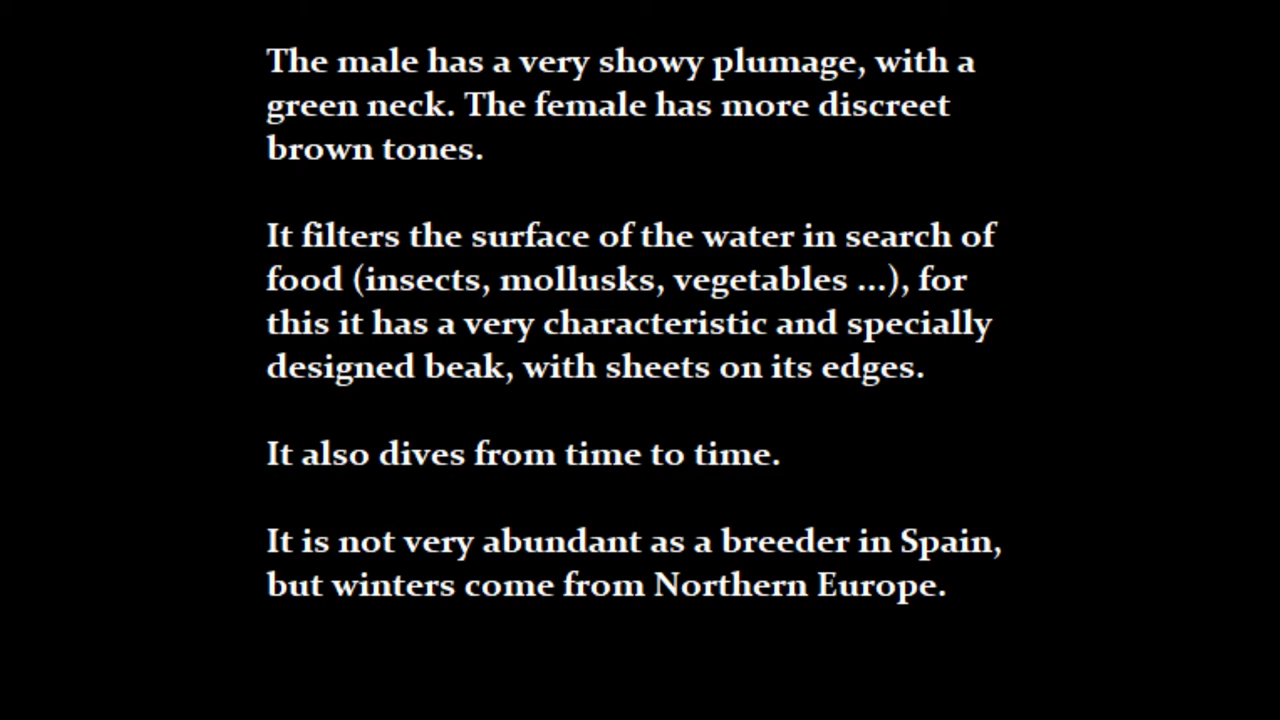 The male has a very showy plumage, with a
green neck. The female has more discreet
brown tones.
It filters the surface of the water in search of
food (insects, mollusks, vegetables ...), for
this it has a very characteristic and specially
designed beak, with sheets on its edges.
It also dives from time to time.
It is not very abundant as a breeder in Spain,
but winters come from Northern Europe.